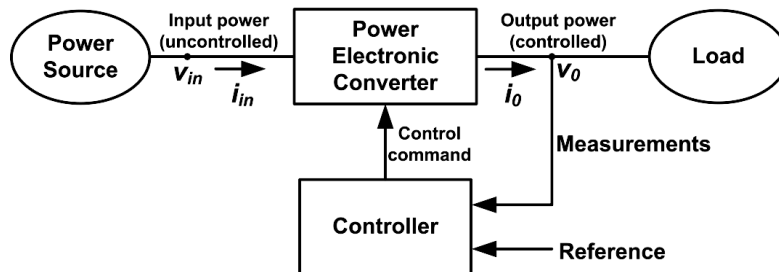 Power
Source
Input power
(uncontrolled)
v_in
i_in
Power
Electronic
Converter
Output power
(controlled)
i_0
v_0
Load
Control
command
Measurements
Controller
Reference